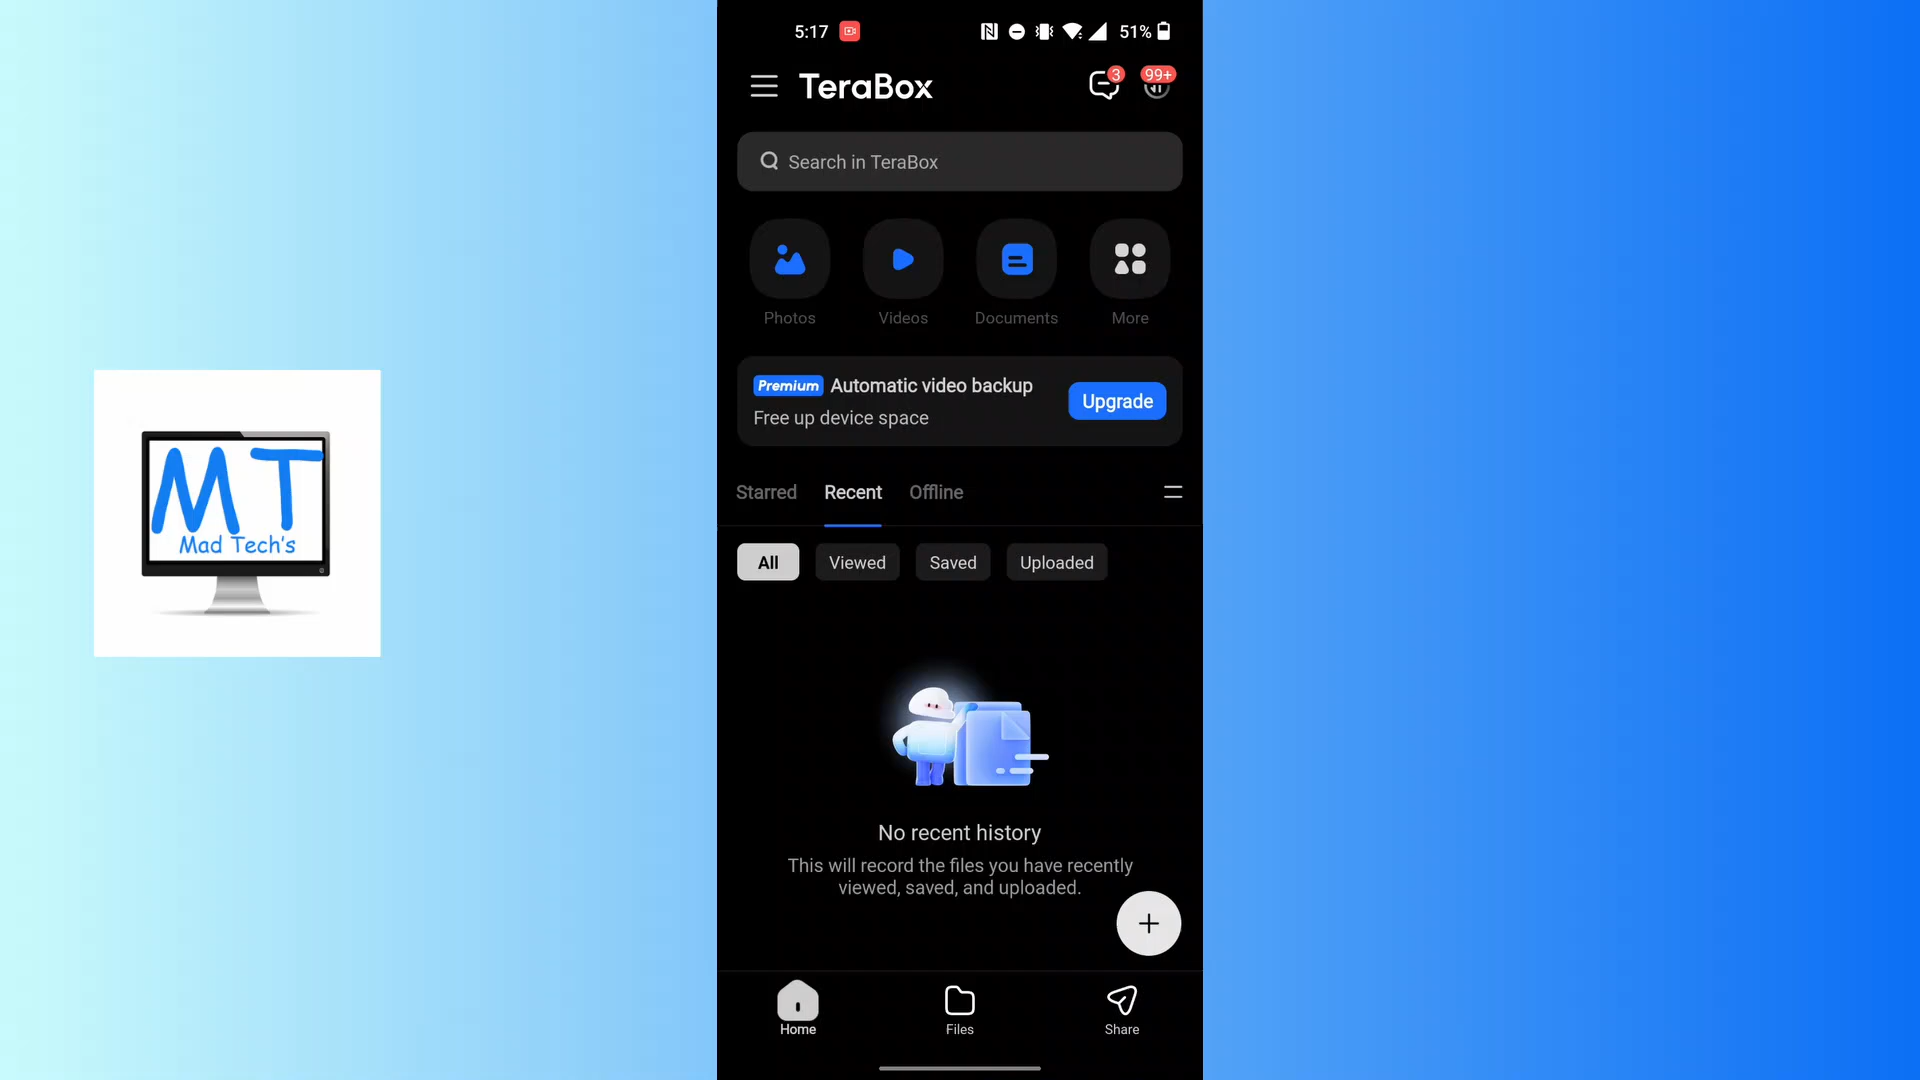 5:17
51%
TeraBox
3
99+
Search in TeraBox
Photos
Videos
Documents
More
Premium Automatic video backup
Free up device space
Upgrade
Starred
Recent
Offline
All
Viewed
Saved
Uploaded
No recent history
This will record the files you have recently
viewed, saved, and uploaded.
Home
Files
Share
MT
Mad Tech's